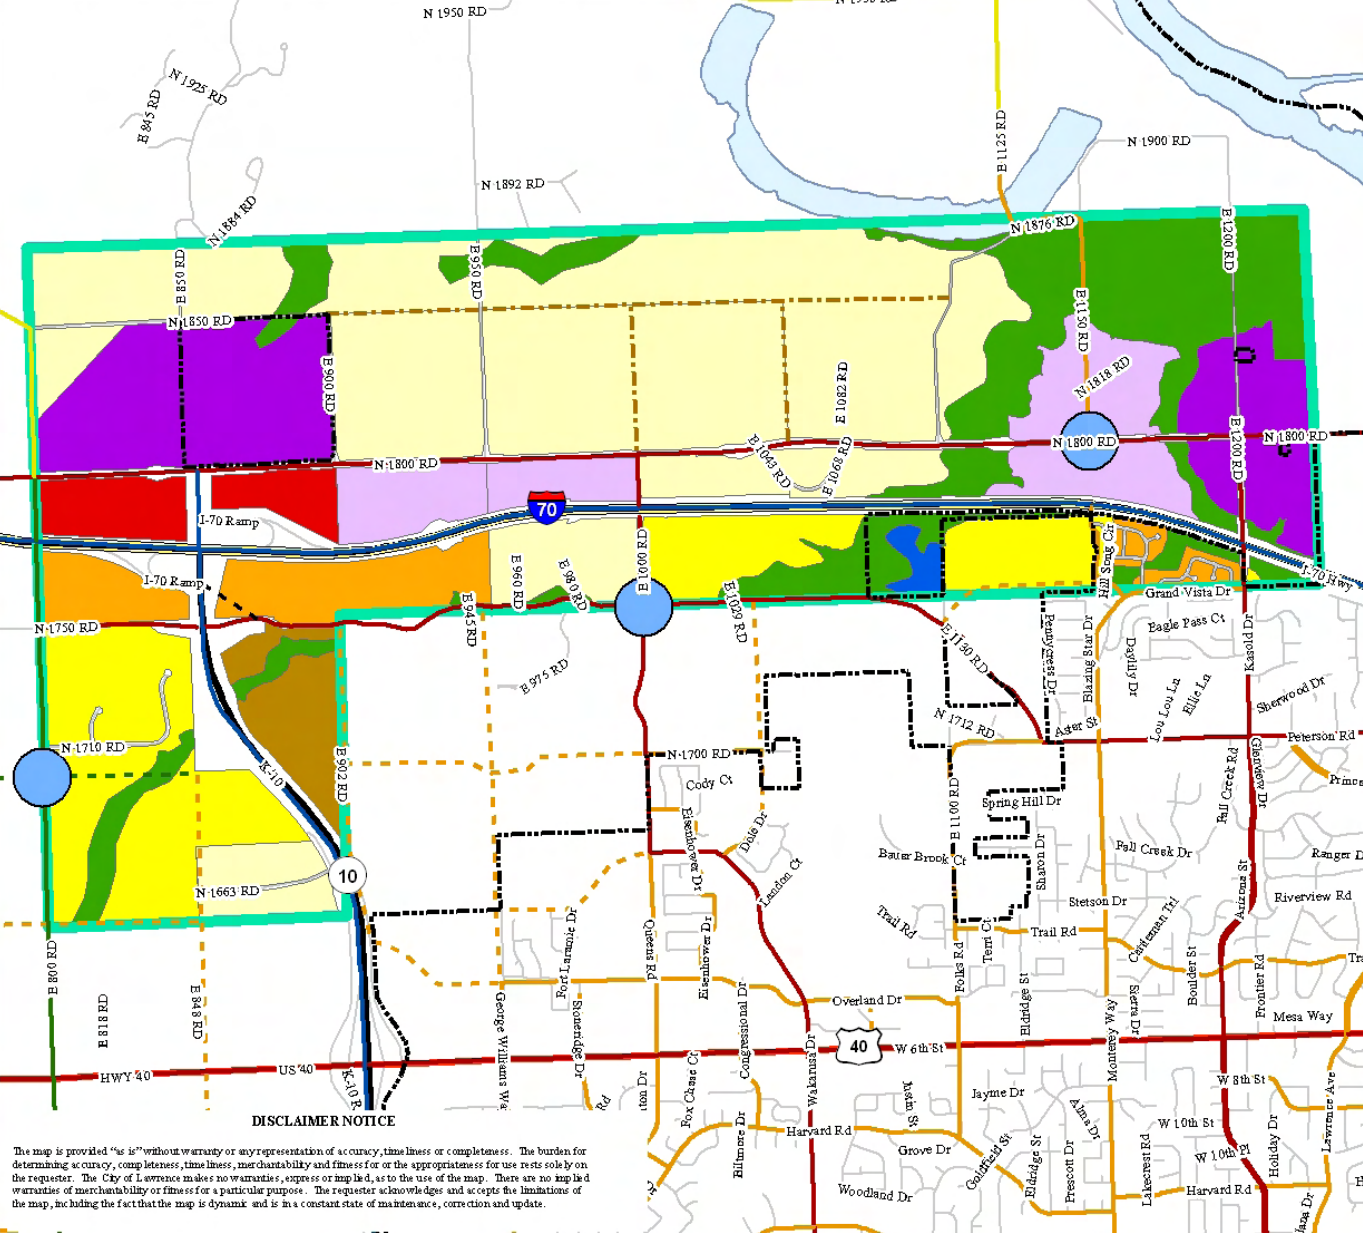 N 1950 RD
N 1925 RD
E 845 RD
E 1125 RD
N 1900 RD
N 1892 RD
N 1884 RD
N 1876 RD
E 1200 RD
E 850 RD
E 950 RD
E 1150 RD
N 1850 RD
E 900 RD
N 1818 RD
E 1082 RD
N 1800 RD
E 1043 RD
E 1068 RD
N 1800 RD
E 1200 RD
N 1800 RD
70
I-70 Ramp
I-70 Ramp
E 960 RD
E 980 RD
E 1000 RD
E 1029 RD
Hill Song Cir
I-70 Hwy
Grand Vista Dr
Eagle Pass Ct
N 1750 RD
E 945 RD
E 975 RD
E 1130 RD
Pennycress Dr
Blazing Star Dr
Daylily Dr
Kasold Dr
Lou Lou Ln
Ellie Ln
Sherwood Dr
N 1712 RD
Aster St
Peterson Rd
N 1710 RD
K-10
E 902 RD
N 1700 RD
Cody Ct
Eisenhower Dr
Dole Dr
E 1100 RD
Spring Hill Dr
Fall Creek Rd
Glenview Dr
Prince
10
N 1663 RD
Landon Ct
Bauer Brook Ct
Sharon Dr
Fall Creek Dr
Ranger D
Stetson Dr
Arizona St
Riverview Rd
E 800 RD
E 818 RD
E 848 RD
Fort Laramie Dr
Queens Rd
Eisenhower Dr
Trail Rd
Folks Rd
Terri Ct
Trail Rd
Cattleman Trl
Boulder St
Frontier Rd
Tra
George Williams Wa
Stoneridge Dr
Congressional Dr
Overland Dr
Eldridge St
Monterey Way
Sierra Dr
Mesa Way
HWY 40
US 40
K-10 R
40
W 6th St
Fox Chase Ct
Wakarusa Dr
Justin St
Jayme Dr
Alma Dr
W 8th St
Lawrence Ave
Rd
ton Dr
Biltmore Dr
Harvard Rd
Grove Dr
Goldfield St
Eldridge St
Prescott Dr
Lakecrest Rd
W 10th St
W 10th Pl
Holiday Dr
Woodland Dr
Harvard Rd
Iana Dr
Dr
DISCLAIMER NOTICE
The map is provided "as is" without warranty or any representation of accuracy, timeliness or completeness. The burden for
determining accuracy, completeness, timeliness, merchantability and fitness for or the appropriateness for use rests solely on
the requester. The City of Lawrence makes no warranties, express or implied, as to the use of the map. There are no implied
warranties of merchantability or fitness for a particular purpose. The requester acknowledges and accepts the limitations of
the map, including the fact that the map is dynamic and is in a constant state of maintenance, correction and update.